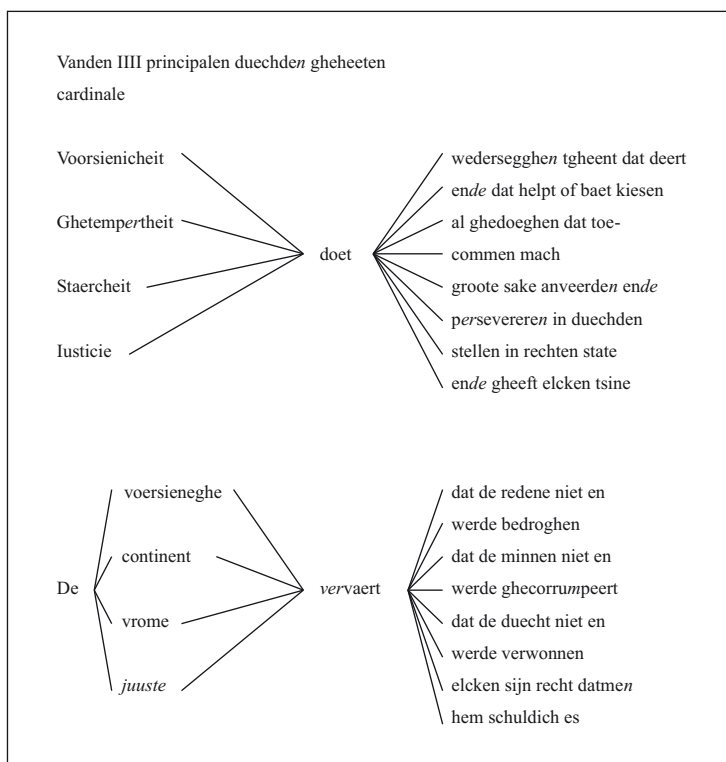 Vanden IIII principalen duechden gheheeten
cardinale
Voorsienicheit
Ghetempertheit
Staercheit
Iusticie
doet
wedersegghen tgheent dat deert
ende dat helpt of baet kiesen
al ghedoeghen dat toe-
commen mach
groote sake anveerden ende
persevereren in duechden
stellen in rechten state
ende gheeft elcken tsine
De
voersieneghe
continent
vrome
juuste
vervaert
dat de redene niet en
werde bedroghen
dat de minnen niet en
werde ghecorrumpeert
dat de duecht niet en
werde verwonnen
elcken sijn recht datmen
hem schuldich es